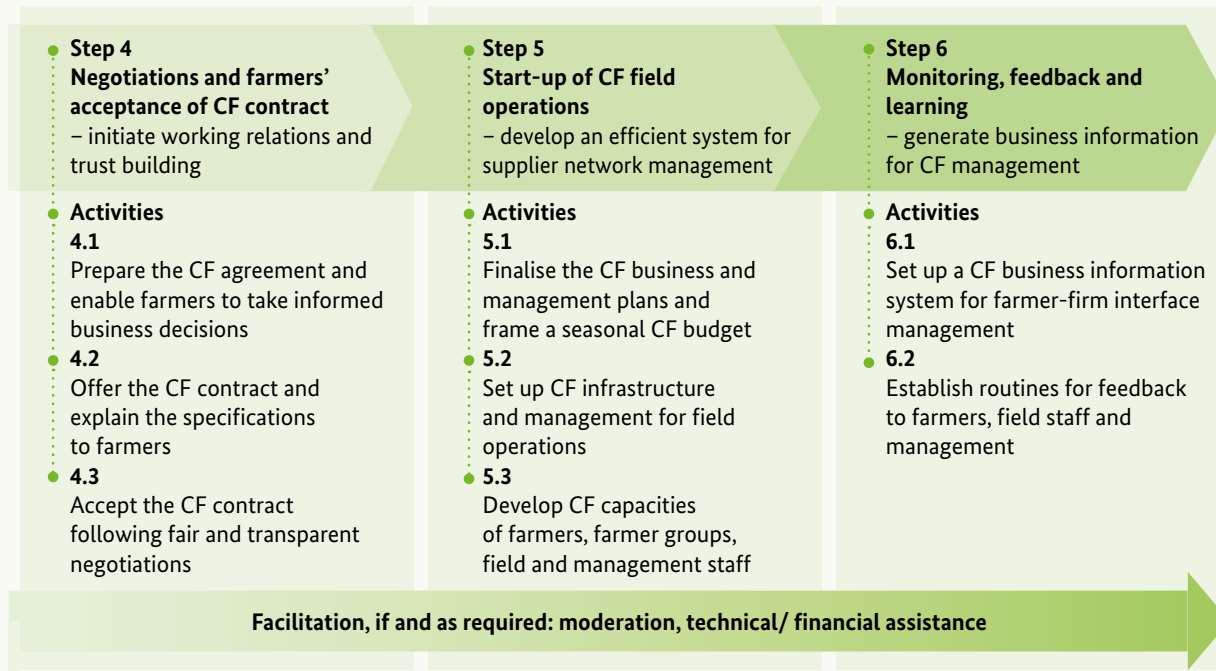 Step 4
Negotiations and farmers’
acceptance of CF contract
– initiate working relations and
trust building
Activities
4.1
Prepare the CF agreement and
enable farmers to take informed
business decisions
4.2
Offer the CF contract and
explain the specifications
to farmers
4.3
Accept the CF contract
following fair and transparent
negotiations
Step 5
Start-up of CF field
operations
– develop an efficient system for
supplier network management
Activities
5.1
Finalise the CF business and
management plans and
frame a seasonal CF budget
5.2
Set up CF infrastructure
and management for field
operations
5.3
Develop CF capacities
of farmers, farmer groups,
field and management staff
Step 6
Monitoring, feedback and
learning
– generate business information
for CF management
Activities
6.1
Set up a CF business information
system for farmer-firm interface
management
6.2
Establish routines for feedback
to farmers, field staff and
management
Facilitation, if and as required: moderation, technical/ financial assistance